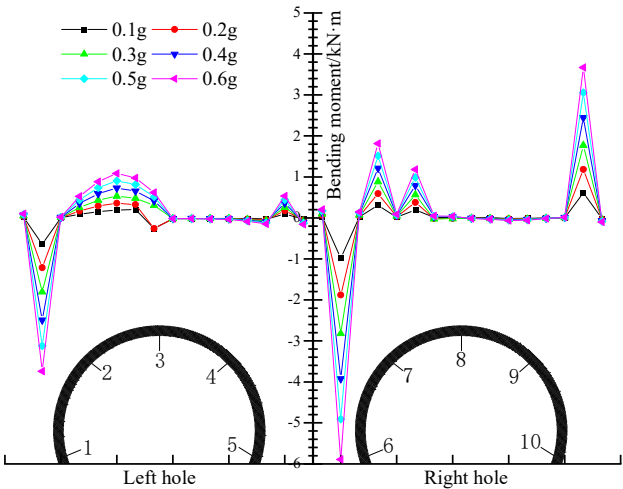 0.1g 0.2g
0.3g 0.4g
0.5g 0.6g
Bending moment/kN·m
5
4
3
2
1
0
-1
-2
-3
-4
-5
-6
1 2 3 4 5
6 7 8 9 10
Left hole
Right hole